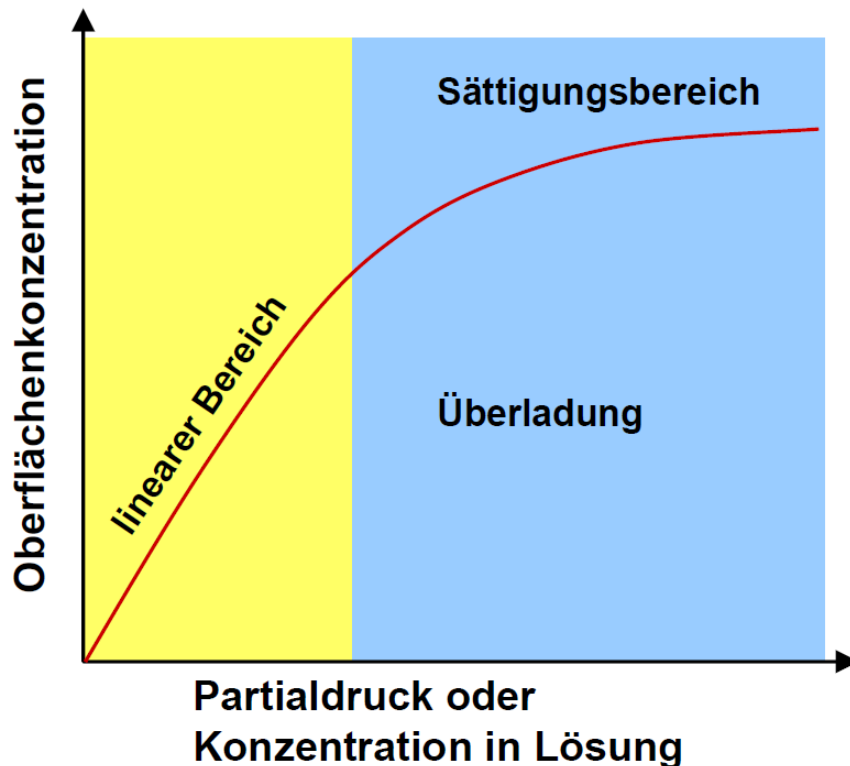 Sättigungsbereich
Oberflächenkonzentration
linearer Bereich
Überladung
Partialdruck oder
Konzentration in Lösung